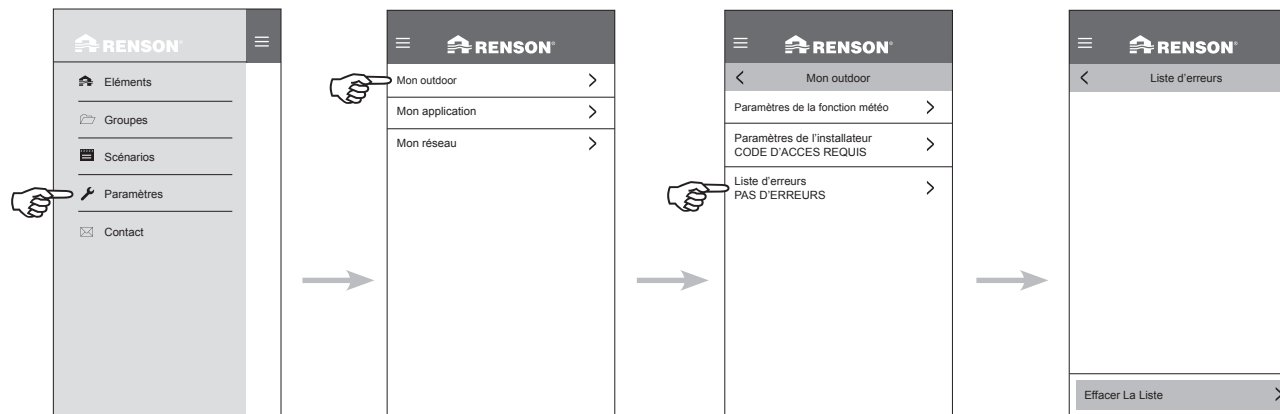 RENSON®
Eléments
Groupes
Scénarios
Paramètres
Contact
RENSON®
Mon outdoor
Mon application
Mon réseau
RENSON®
Mon outdoor
Paramètres de la fonction météo
Paramètres de l'installateur
CODE D'ACCES REQUIS
Liste d'erreurs
PAS D'ERREURS
RENSON®
Liste d'erreurs
Effacer La Liste